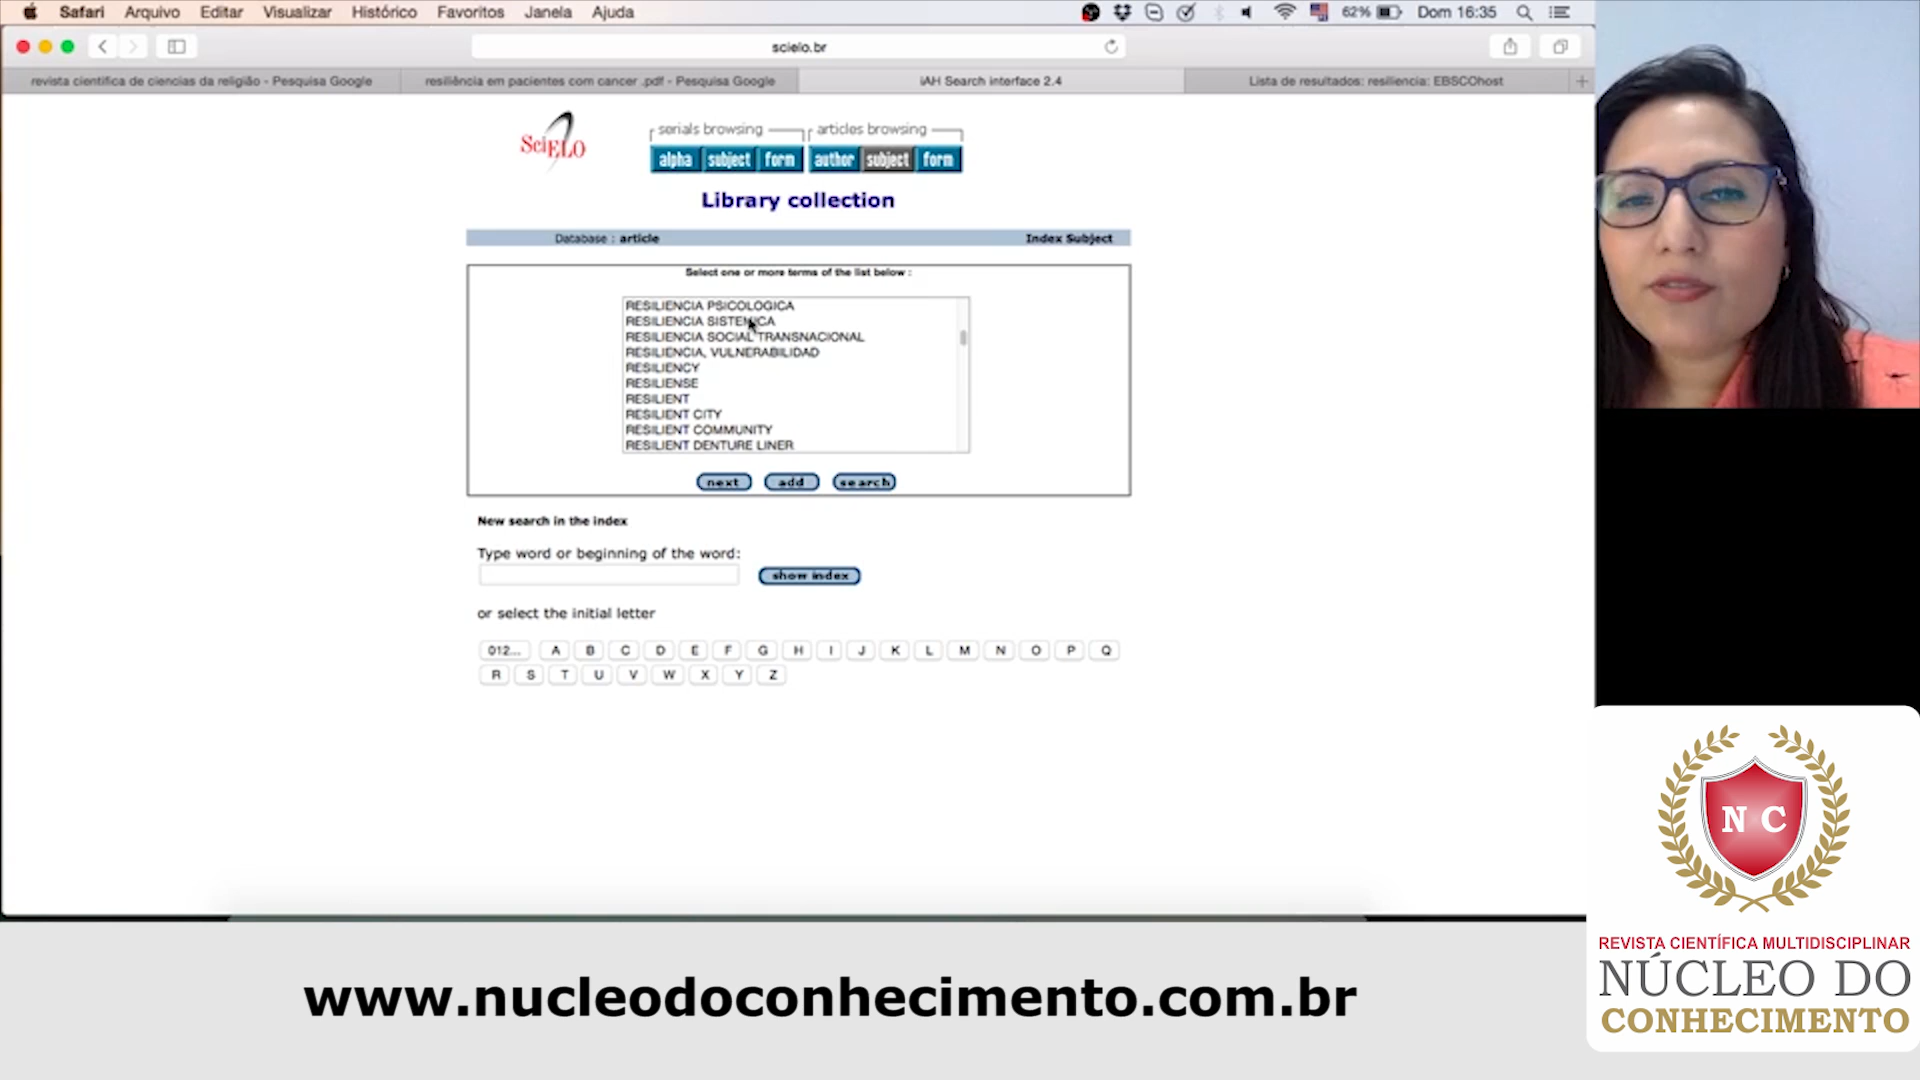 Safari Arquivo Editar Visualizar Histórico Favoritos Janela Ajuda 62% Dom 16:35
scielo.br
revista cientifica de ciencias da religião - Pesquisa Google
resiliência em pacientes com cancer .pdf - Pesquisa Google
iAH Search interface 2.4
Lista de resultados: resiliencia: EBSCOhost
SciELO
serials browsing articles browsing
alpha subject form author subject form
Library collection
Database : article Index Subject
Select one or more terms of the list below :
RESILIENCIA PSICOLOGICA
RESILIENCIA SISTEMICA
RESILIENCIA SOCIAL TRANSNACIONAL
RESILIENCIA, VULNERABILIDAD
RESILIENCY
RESILIENSE
RESILIENT
RESILIENT CITY
RESILIENT COMMUNITY
RESILIENT DENTURE LINER
next add search
New search in the index
Type word or beginning of the word:
show index
or select the initial letter
012... A B C D E F G H I J K L M N O P Q
R S T U V W X Y Z
N C
REVISTA CIENTÍFICA MULTIDISCIPLINAR
NÚCLEO DO
CONHECIMENTO
www.nucleodoconhecimento.com.br